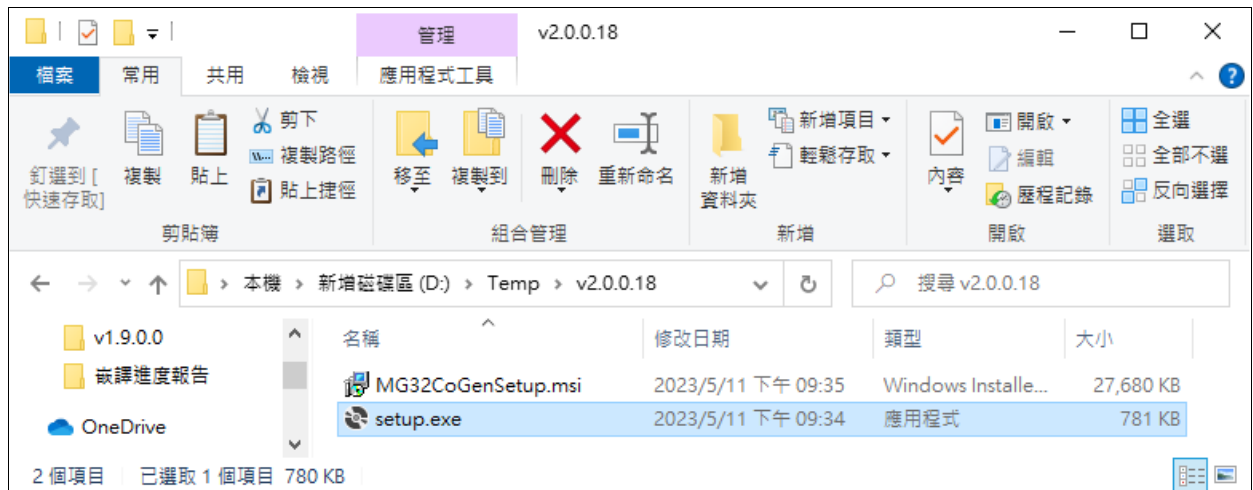 管理 v2.0.0.18
檔案 常用 共用 檢視 應用程式工具
釘選到 [快速存取]
複製
貼上
剪下
複製路徑
貼上捷徑
剪貼簿
移至
複製到
刪除
重新命名
組合管理
新增資料夾
新增項目
輕鬆存取
新增
內容
開啟
編輯
歷程記錄
開啟
全選
全部不選
反向選擇
選取
本機 新增磁碟區 (D:) Temp v2.0.0.18
搜尋 v2.0.0.18
v1.9.0.0
嵌譯進度報告
OneDrive
名稱 修改日期 類型 大小
MG32CoGenSetup.msi 2023/5/11 下午 09:35 Windows Installe... 27,680 KB
setup.exe 2023/5/11 下午 09:34 應用程式 781 KB
2 個項目 已選取 1 個項目 780 KB